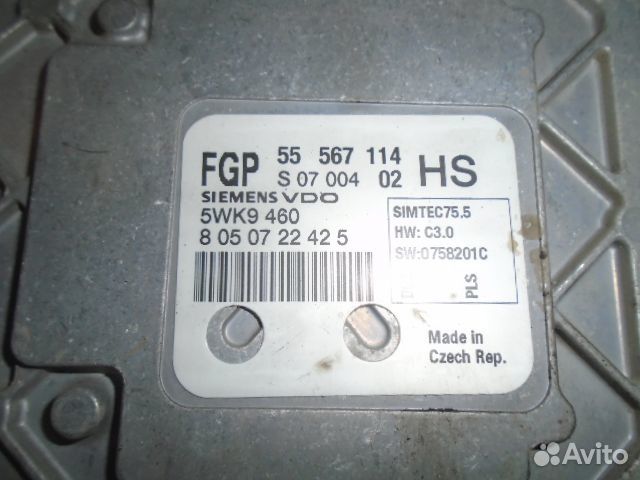 FGP 55 567 114 HS
S 07 004 02
SIEMENS VDO
5WK9 460
8 05 07 22 42 5
SIMTEC75.5
HW: C3.0
SW:0758201C
PLS
Made in
Czech Rep.
Avito